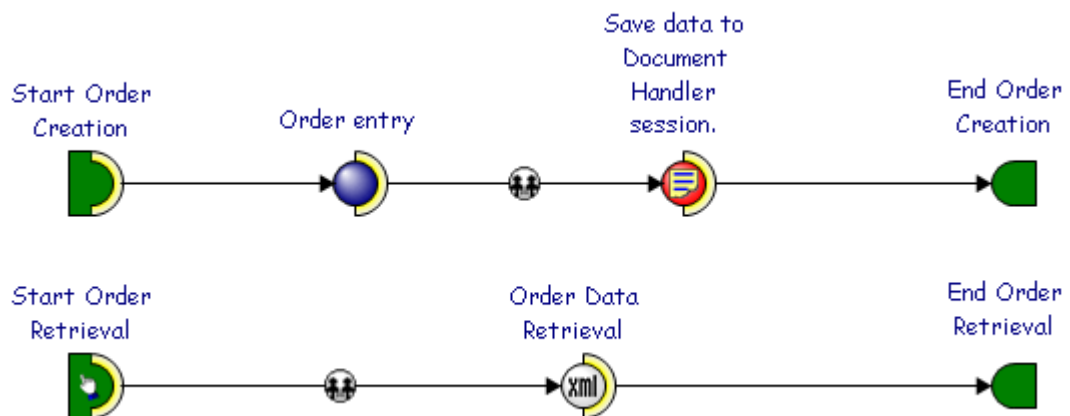 Save data to
Document
Handler
session.
Start Order
Creation
Order entry
End Order
Creation
Start Order
Retrieval
Order Data
Retrieval
End Order
Retrieval
xml